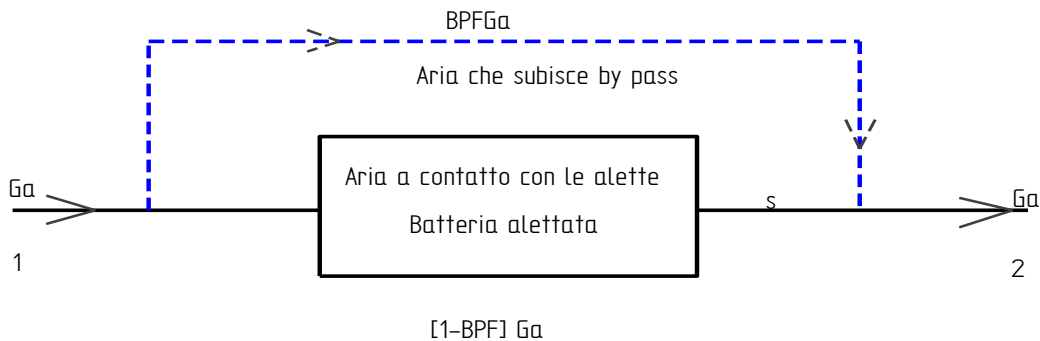 BPFGa
Aria che subisce by pass
Aria a contatto con le alette
Ga
s
Ga
Batteria alettata
1
2
[1-BPF] Ga